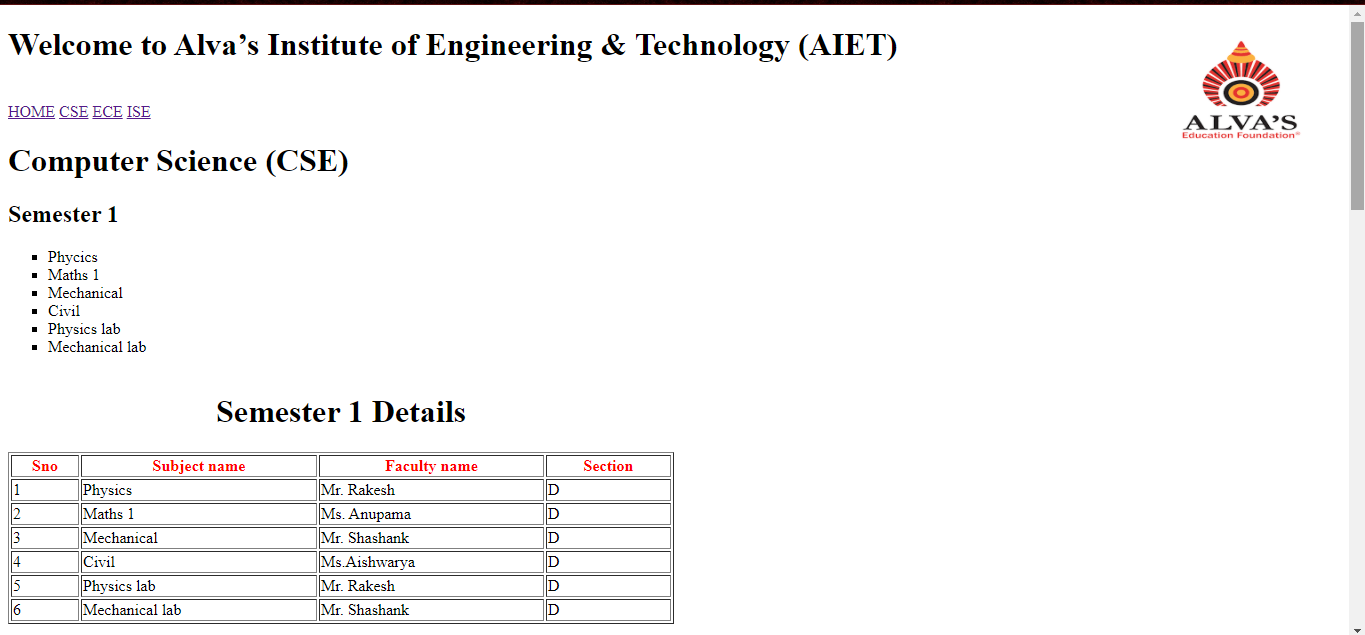 Welcome to Alva’s Institute of Engineering & Technology (AIET)
ALVA’S
Education Foundation®
HOME CSE ECE ISE
Computer Science (CSE)
Semester 1
Phycics
Maths 1
Mechanical
Civil
Physics lab
Mechanical lab
Semester 1 Details
Sno Subject name Faculty name Section
1 Physics Mr. Rakesh D
2 Maths 1 Ms. Anupama D
3 Mechanical Mr. Shashank D
4 Civil Ms.Aishwarya D
5 Physics lab Mr. Rakesh D
6 Mechanical lab Mr. Shashank D